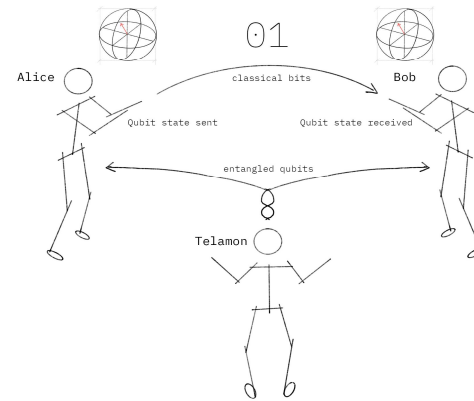 01
Alice
Bob
classical bits
Qubit state sent
Qubit state received
entangled qubits
Telamon